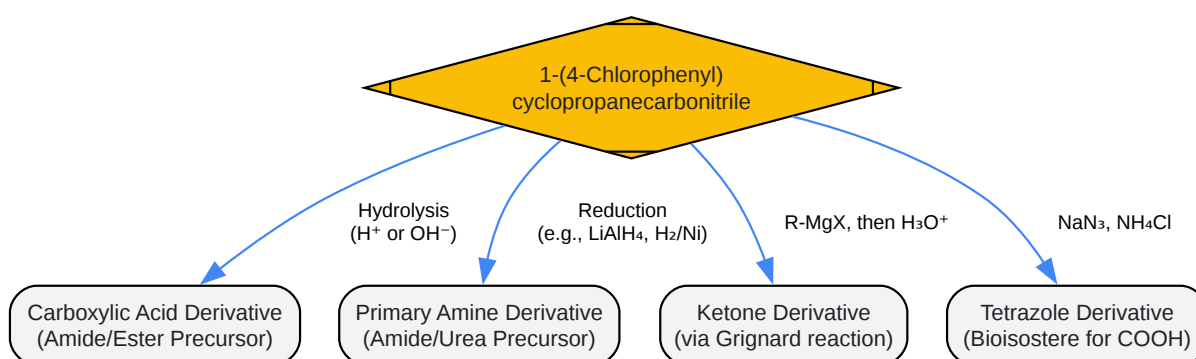 1-(4-Chlorophenyl)
cyclopropanecarbonitrile
Hydrolysis
(H⁺ or OH⁻)
Reduction
(e.g., LiAlH₄, H₂/Ni)
R-MgX, then H₃O⁺
NaN₃, NH₄Cl
Carboxylic Acid Derivative
(Amide/Ester Precursor)
Primary Amine Derivative
(Amide/Urea Precursor)
Ketone Derivative
(via Grignard reaction)
Tetrazole Derivative
(Bioisostere for COOH)